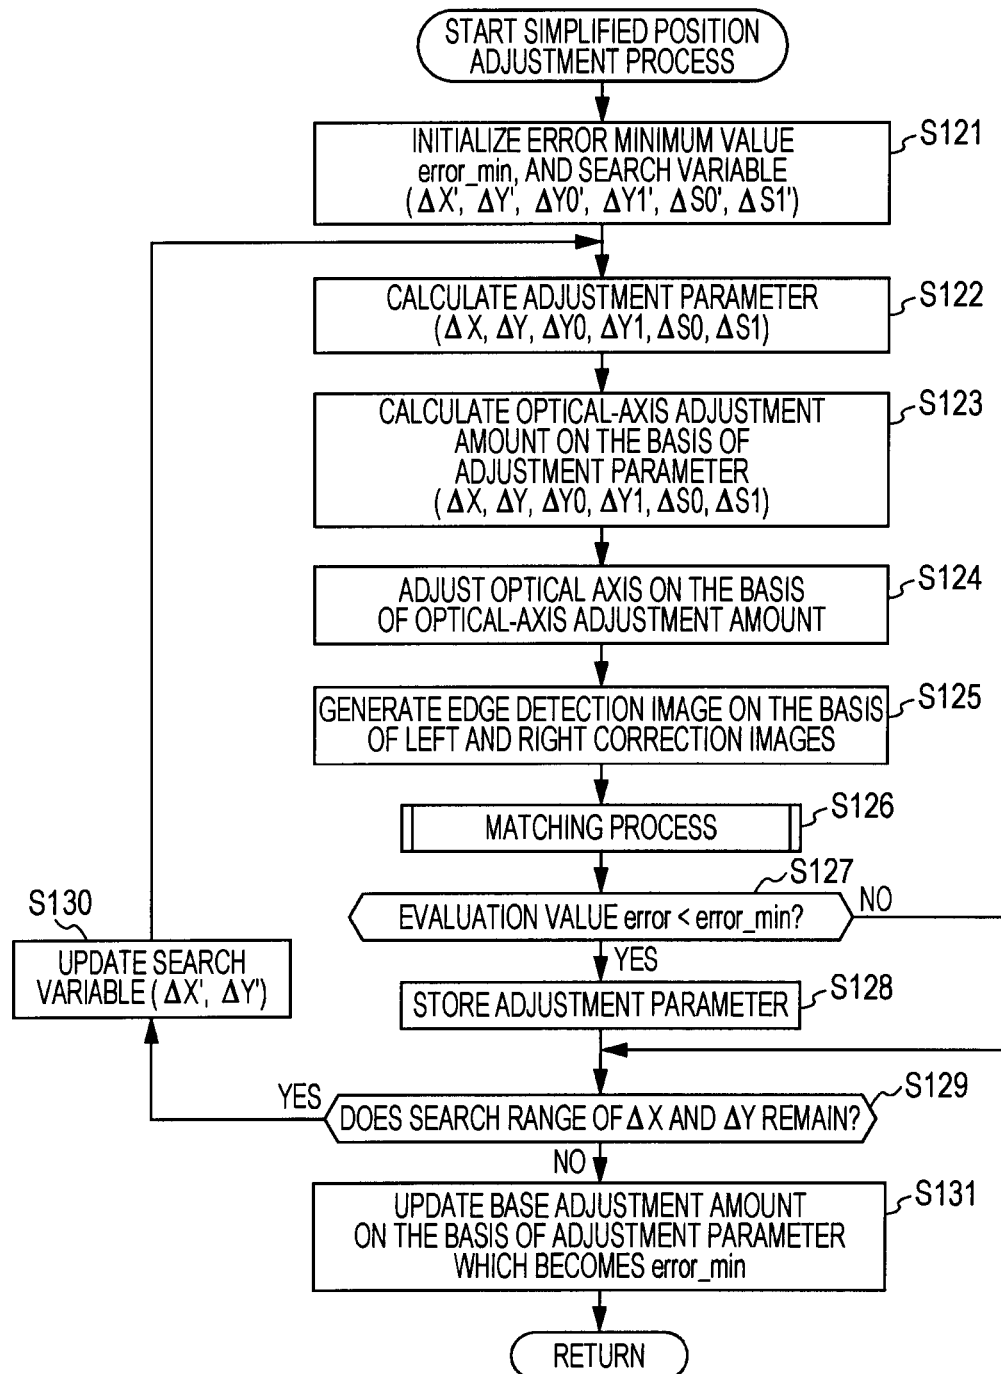 START SIMPLIFIED POSITION
ADJUSTMENT PROCESS
S121
INITIALIZE ERROR MINIMUM VALUE
error_min, AND SEARCH VARIABLE
(ΔX', ΔY', ΔY0', ΔY1', ΔS0', ΔS1')
S122
CALCULATE ADJUSTMENT PARAMETER
(ΔX, ΔY, ΔY0, ΔY1, ΔS0, ΔS1)
S123
CALCULATE OPTICAL-AXIS ADJUSTMENT
AMOUNT ON THE BASIS OF
ADJUSTMENT PARAMETER
(ΔX, ΔY, ΔY0, ΔY1, ΔS0, ΔS1)
S124
ADJUST OPTICAL AXIS ON THE BASIS
OF OPTICAL-AXIS ADJUSTMENT AMOUNT
S125
GENERATE EDGE DETECTION IMAGE ON THE BASIS
OF LEFT AND RIGHT CORRECTION IMAGES
S126
MATCHING PROCESS
S127
EVALUATION VALUE error < error_min?
NO
YES
S128
STORE ADJUSTMENT PARAMETER
S129
DOES SEARCH RANGE OF ΔX AND ΔY REMAIN?
YES
S130
UPDATE SEARCH
VARIABLE (ΔX', ΔY')
NO
S131
UPDATE BASE ADJUSTMENT AMOUNT
ON THE BASIS OF ADJUSTMENT PARAMETER
WHICH BECOMES error_min
RETURN